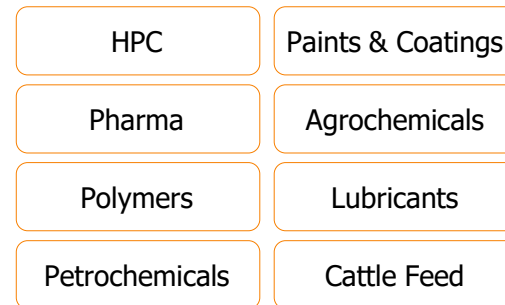 HPC
Paints & Coatings
Pharma
Agrochemicals
Polymers
Lubricants
Petrochemicals
Cattle Feed